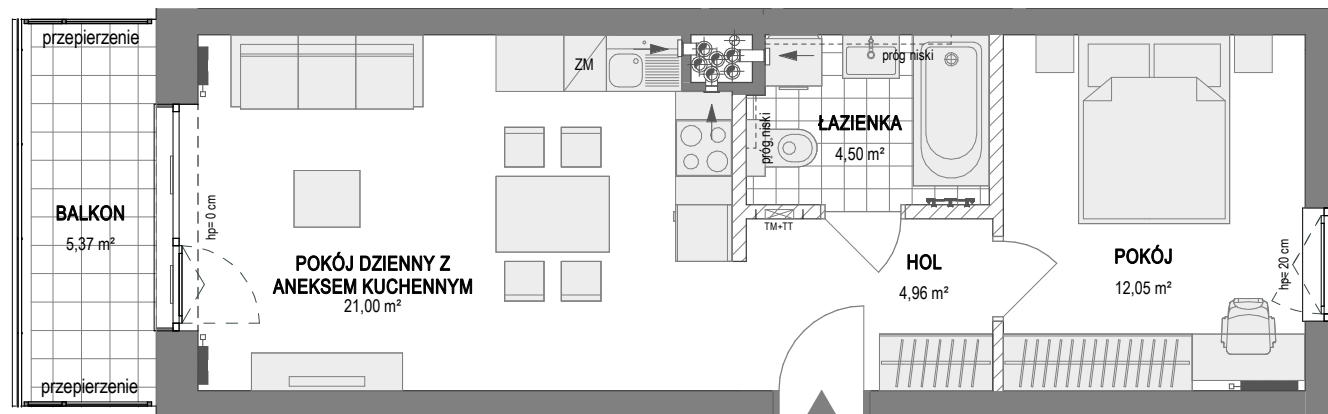 przepierzenie
BALKON
5,37 m²
przepierzenie
hp= 0 cm
POKÓJ DZIENNY Z
ANEKSEM KUCHENNYM
21,00 m²
ZM
próg niski
próg niski
ŁAZIENKA
4,50 m²
TM+TT
HOL
4,96 m²
POKÓJ
12,05 m²
hp= 20 cm